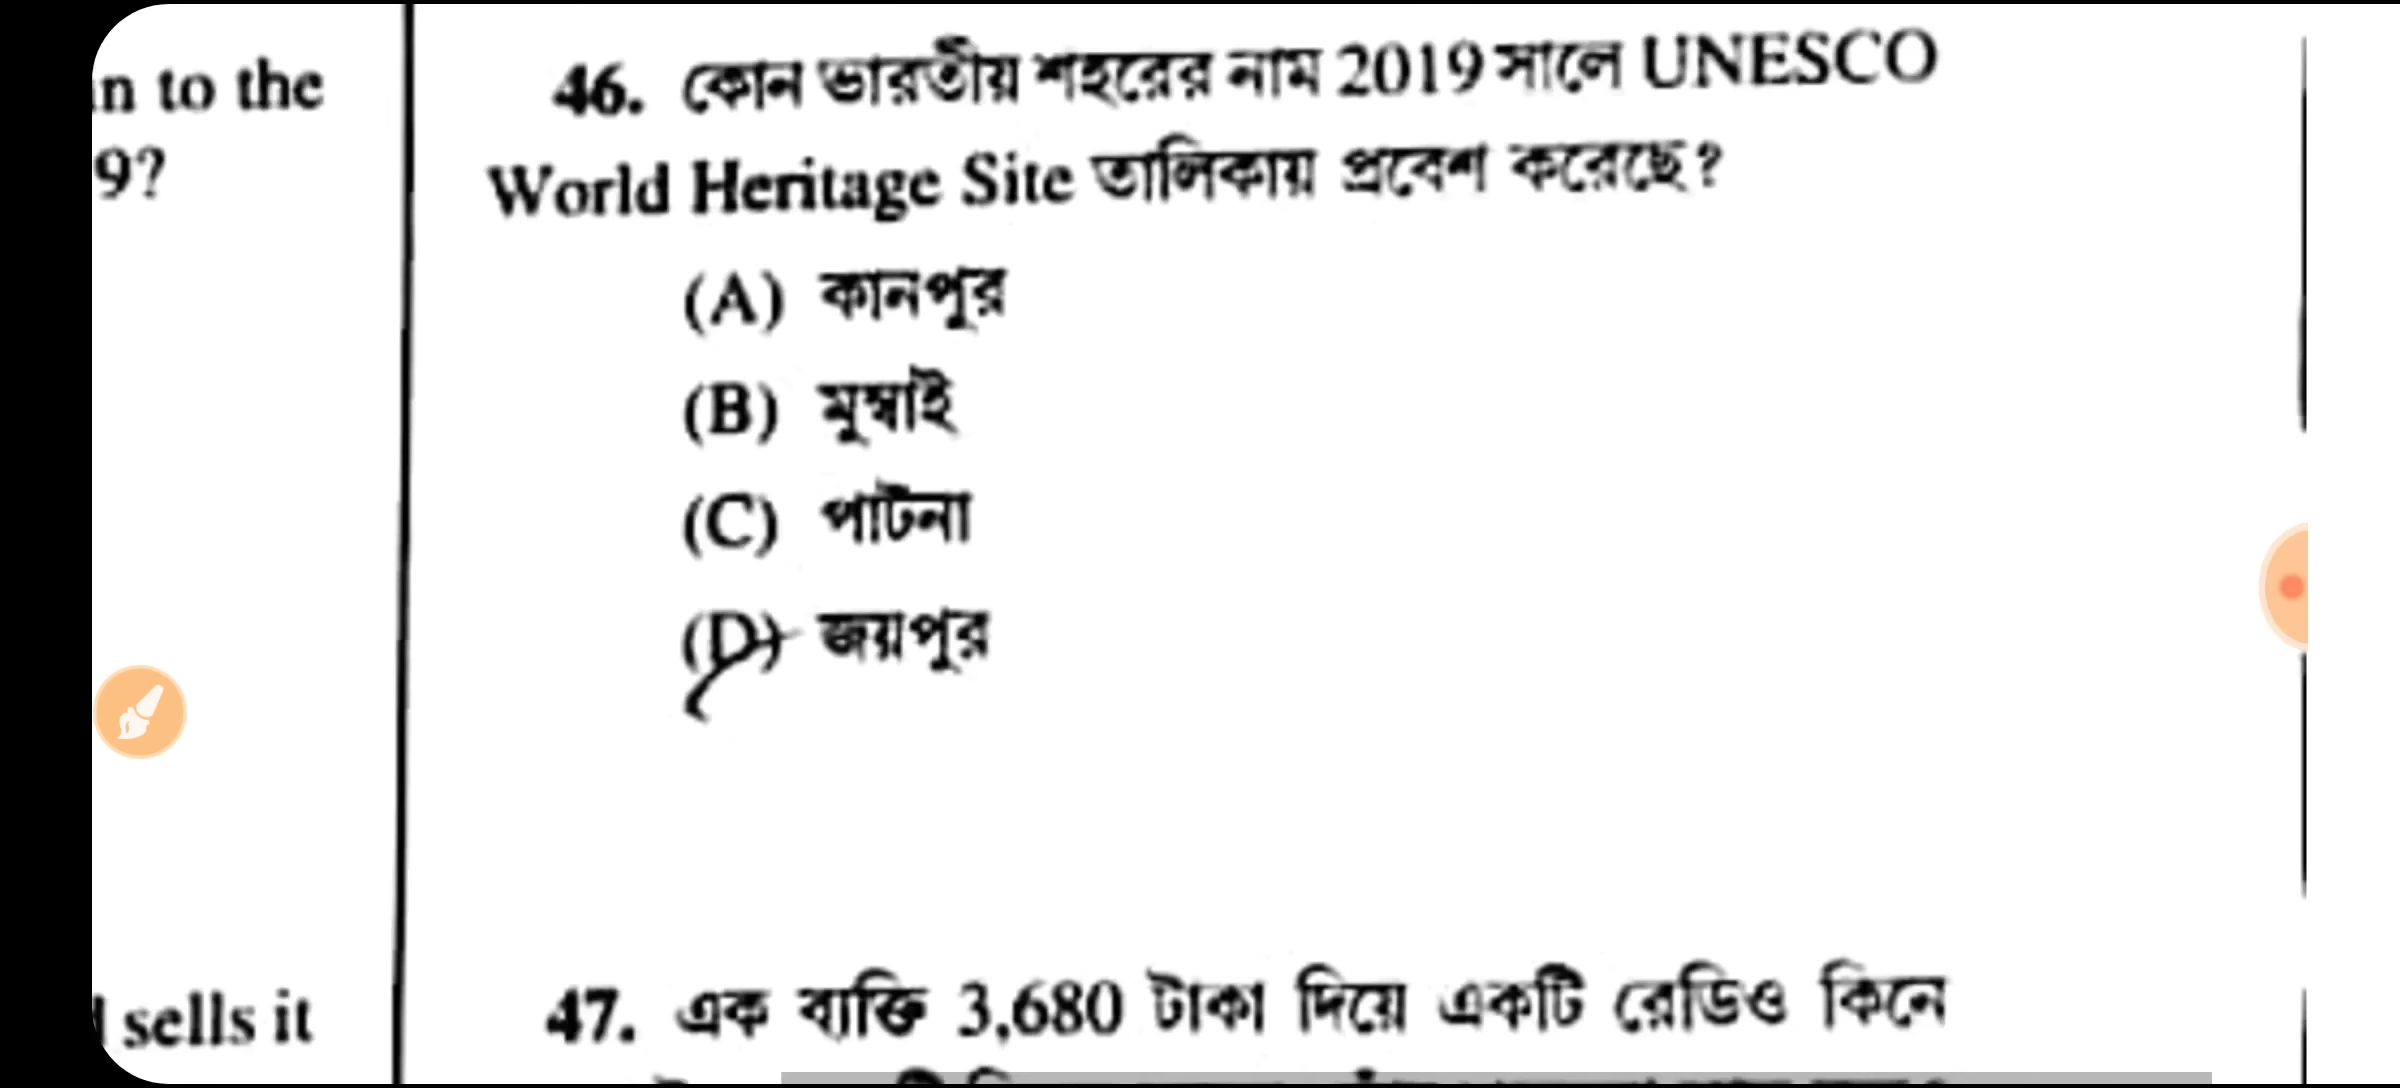 in to the
9?
46. কোন ভারতীয় শহরের নাম 2019 সালে UNESCO
World Heritage Site তালিকায় প্রবেশ করেছে?
(A) কানপুর
(B) মুম্বাই
(C) পাটনা
(D) জয়পুর
sells it
47. এক ব্যক্তি 3,680 টাকা দিয়ে একটি রেডিও কিনে